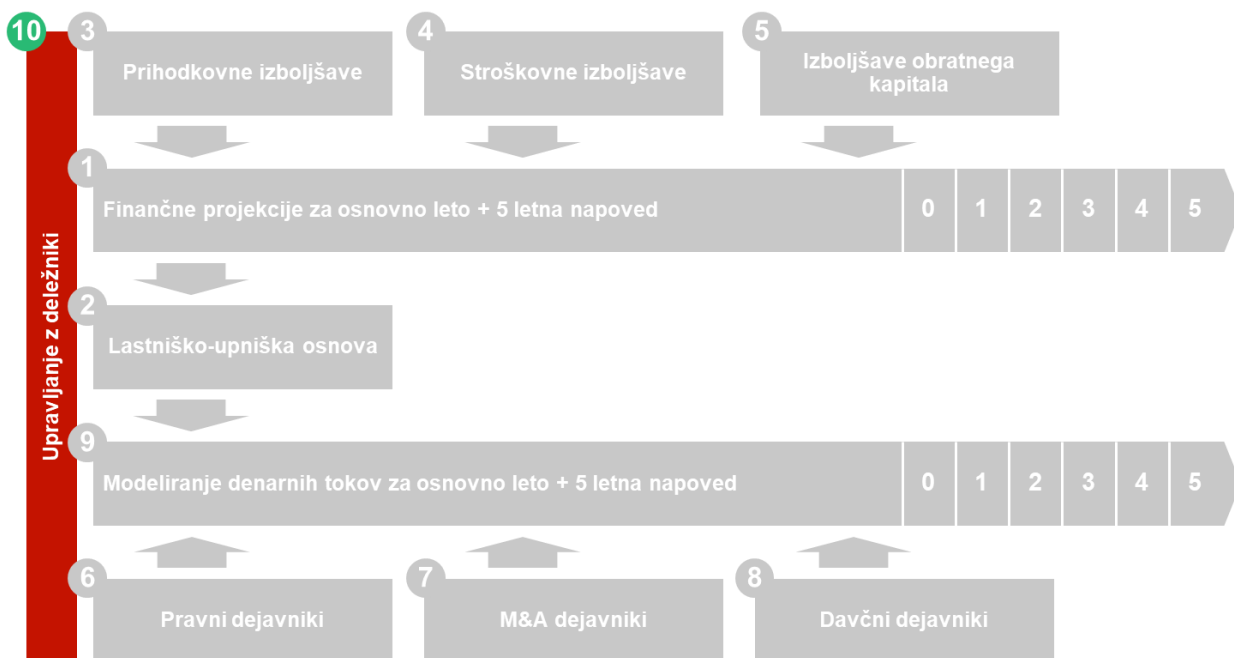 10
Upravljanje z deležniki
3
Prihodkovne izboljšave
4
Stroškovne izboljšave
5
Izboljšave obratnega
kapitala
1
Finančne projekcije za osnovno leto + 5 letna napoved
0 1 2 3 4 5
2
Lastniško-upniška osnova
9
Modeliranje denarnih tokov za osnovno leto + 5 letna napoved
0 1 2 3 4 5
6
Pravni dejavniki
7
M&A dejavniki
8
Davčni dejavniki